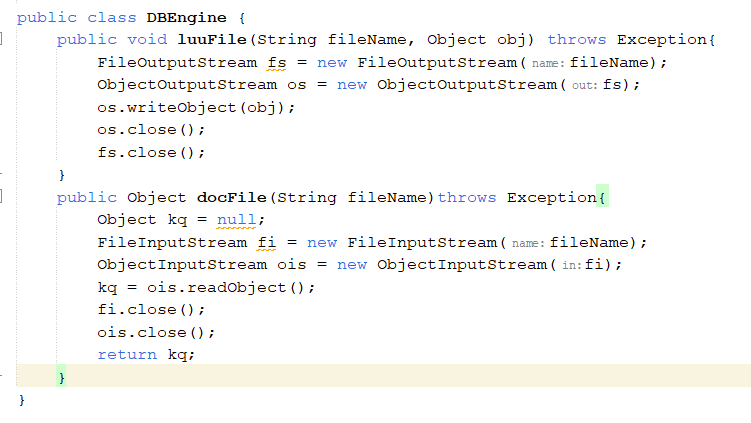 public class DBEngine {
    public void luuFile(String fileName, Object obj) throws Exception{
        FileOutputStream fs = new FileOutputStream( name: fileName);
        ObjectOutputStream os = new ObjectOutputStream( out: fs);
        os.writeObject(obj);
        os.close();
        fs.close();
    }
    public Object docFile(String fileName)throws Exception{
        Object kq = null;
        FileInputStream fi = new FileInputStream( name: fileName);
        ObjectInputStream ois = new ObjectInputStream( in: fi);
        kq = ois.readObject();
        fi.close();
        ois.close();
        return kq;
    }
}